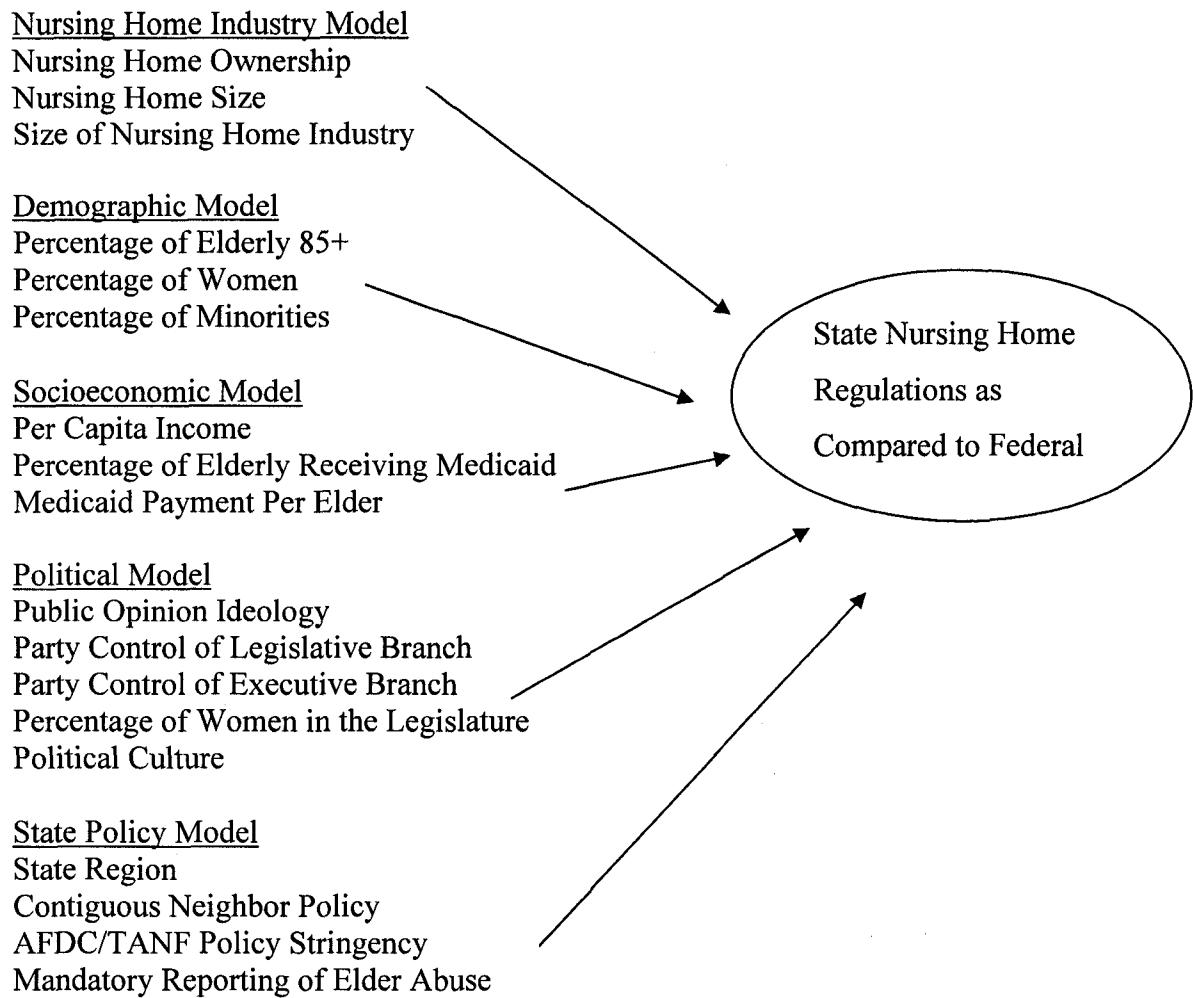 Nursing Home Industry Model
Nursing Home Ownership
Nursing Home Size
Size of Nursing Home Industry
Demographic Model
Percentage of Elderly 85+
Percentage of Women
Percentage of Minorities
Socioeconomic Model
Per Capita Income
Percentage of Elderly Receiving Medicaid
Medicaid Payment Per Elder
Political Model
Public Opinion Ideology
Party Control of Legislative Branch
Party Control of Executive Branch
Percentage of Women in the Legislature
Political Culture
State Policy Model
State Region
Contiguous Neighbor Policy
AFDC/TANF Policy Stringency
Mandatory Reporting of Elder Abuse
State Nursing Home
Regulations as
Compared to Federal